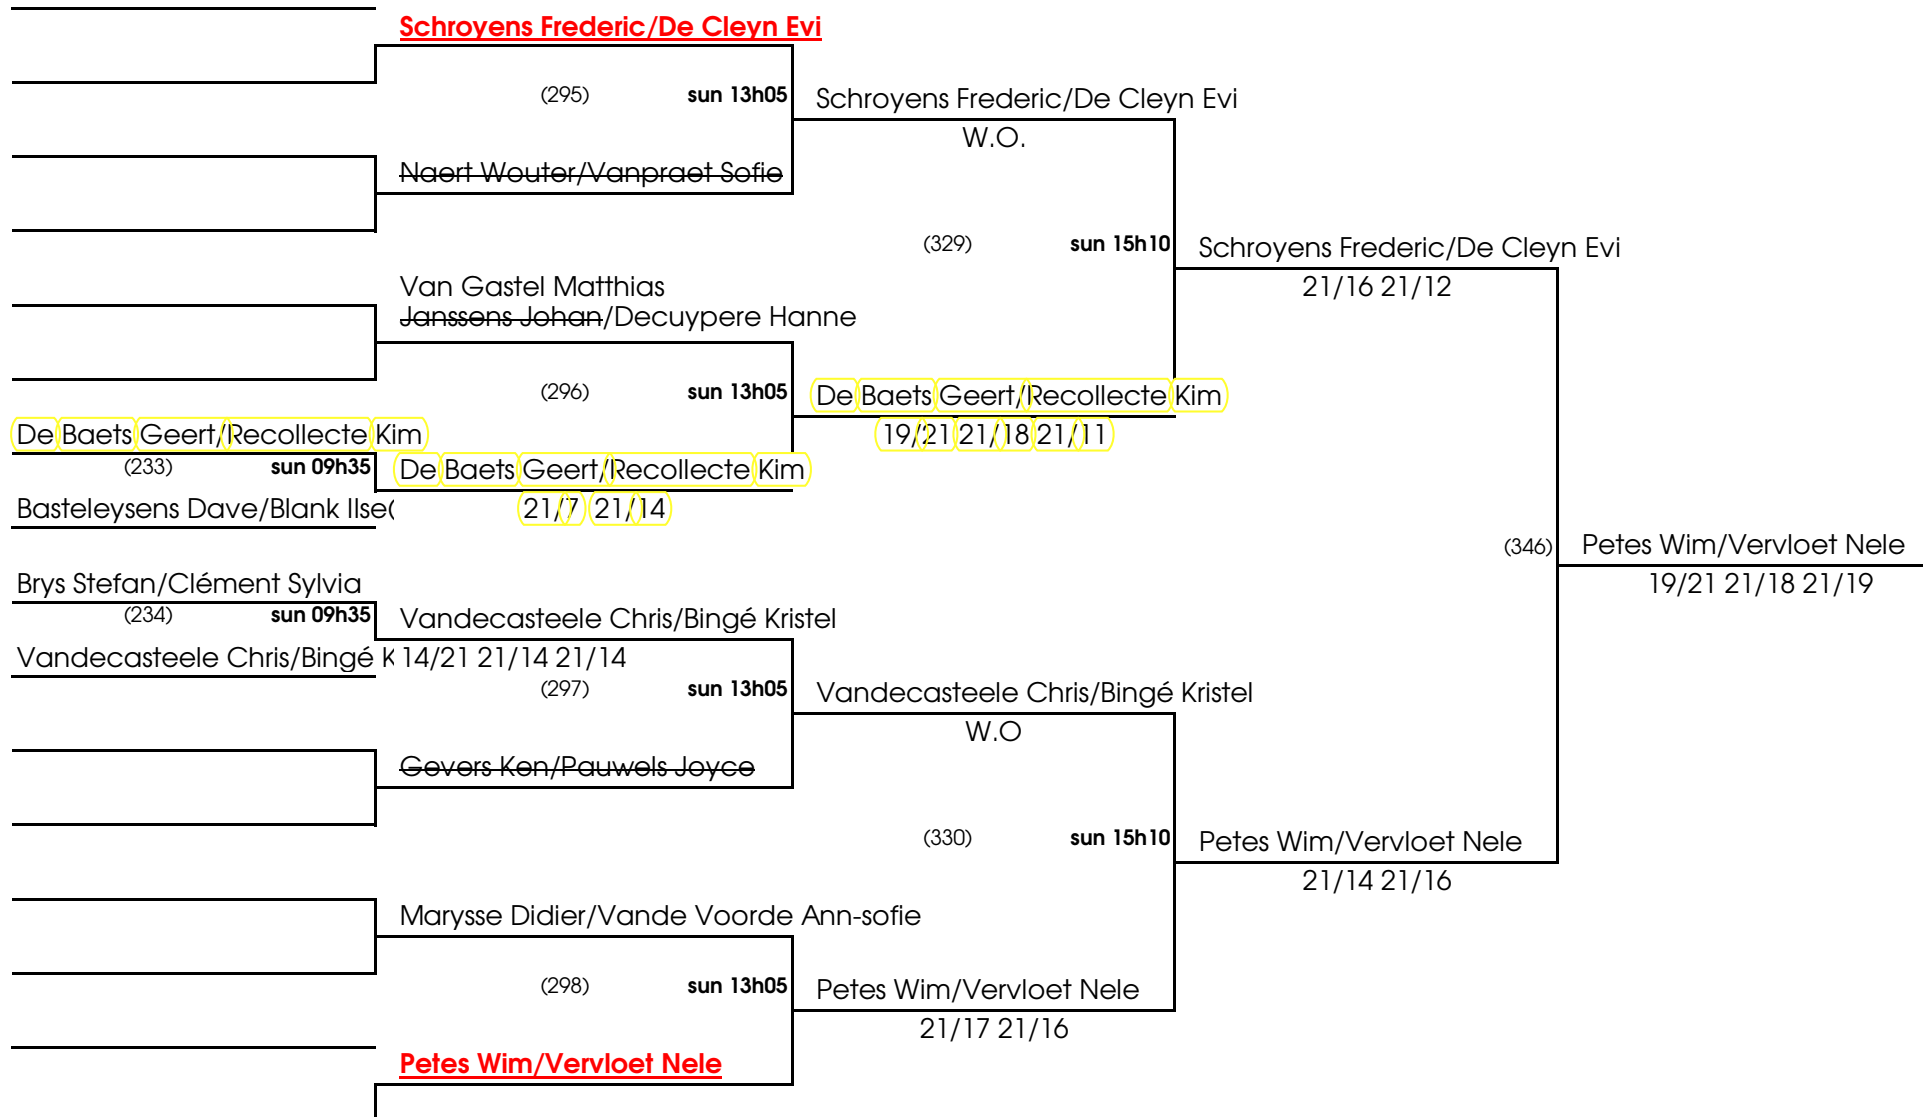 Schroyens Frederic/De Cleyn Evi
(295) sun 13h05
Schroyens Frederic/De Cleyn Evi
W.O.
Naert Wouter/Vanpraet Sofie
(329) sun 15h10
Schroyens Frederic/De Cleyn Evi
21/16 21/12
Van Gastel Matthias
Janssens Johan/Decuypere Hanne
(296) sun 13h05
De Baets Geert/Recollecte Kim
19/21 21/18 21/11
De Baets Geert/Recollecte Kim
(233) sun 09h35
De Baets Geert/Recollecte Kim
21/7 21/14
Basteleysens Dave/Blank Ilse
(346)
Petes Wim/Vervloet Nele
19/21 21/18 21/19
Brys Stefan/Clément Sylvia
(234) sun 09h35
Vandecasteele Chris/Bingé Kristel
Vandecasteele Chris/Bingé K
14/21 21/14 21/14
(297) sun 13h05
Vandecasteele Chris/Bingé Kristel
W.O
Gevers Ken/Pauwels Joyce
(330) sun 15h10
Petes Wim/Vervloet Nele
21/14 21/16
Marysse Didier/Vande Voorde Ann-sofie
(298) sun 13h05
Petes Wim/Vervloet Nele
21/17 21/16
Petes Wim/Vervloet Nele